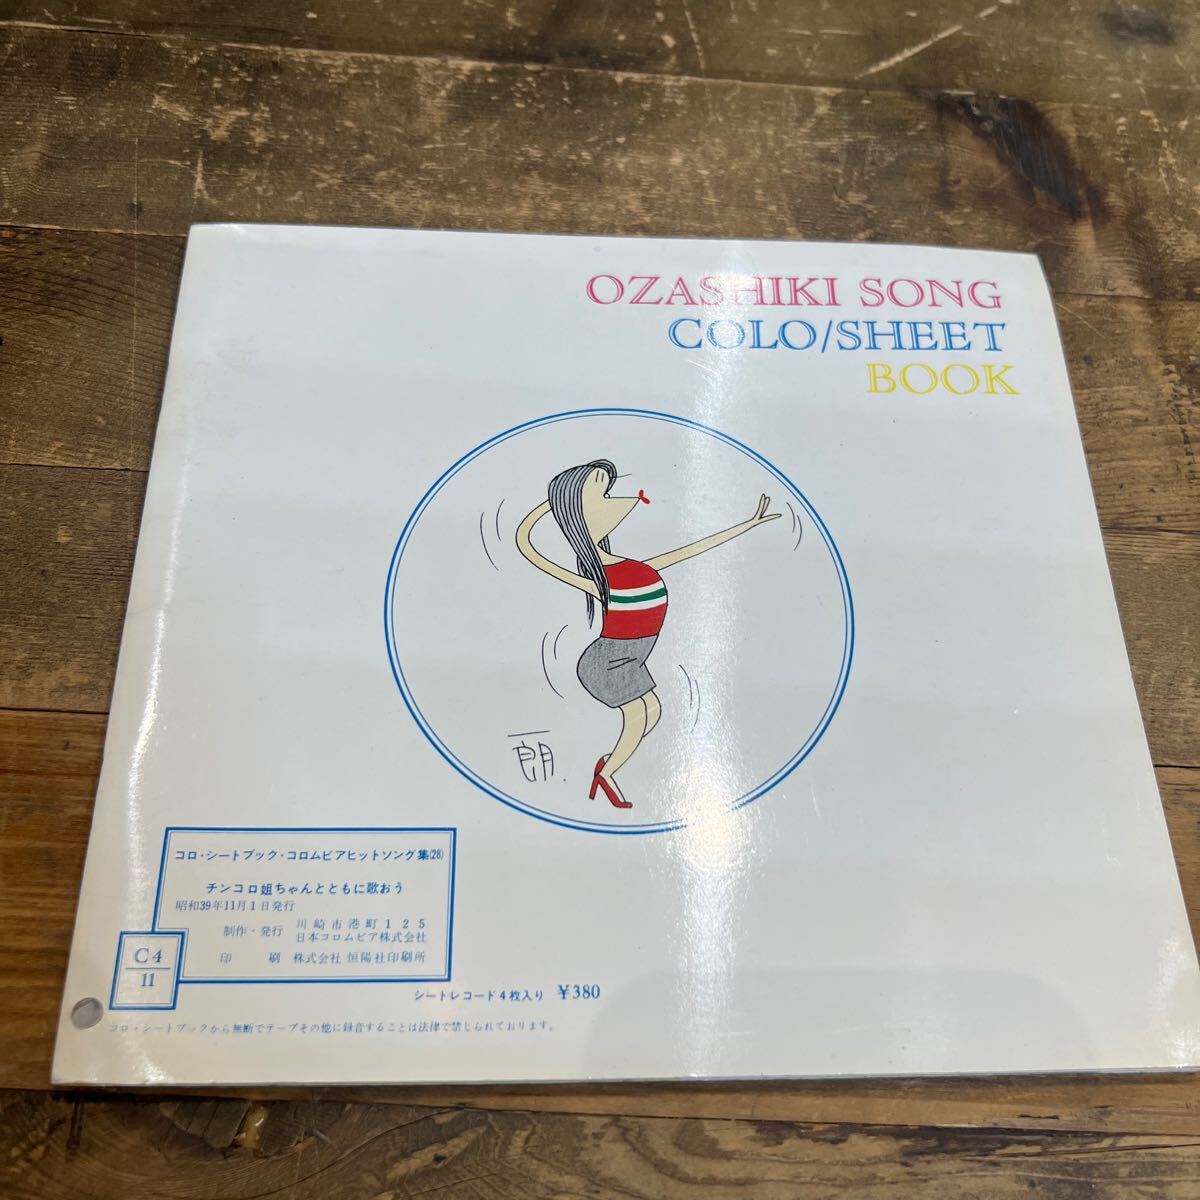 OZASHIKI SONG
COLO/SHEET
BOOK
一朗.
コロ・シートブック・コロムビアヒットソング集(28)
チンコロ姐ちゃんとともに歌おう
昭和39年11月1日発行
制作・発行 川崎市港町125
日本コロムビア株式会社
印刷 株式会社 恒陽社印刷所
C4
11
シートレコード4枚入り ¥380
コロ・シートブックから無断でテープその他に録音することは法律で禁じられております。